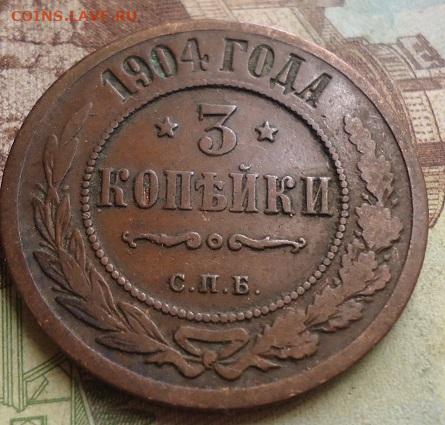 COINS.LAVE.RU
1904 ГОДА
3
КОПѢЙКИ
С.П.Б.